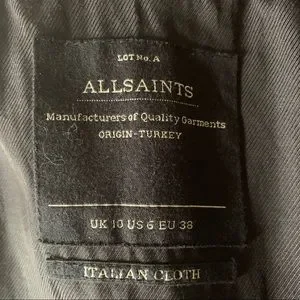 LOT No. A
ALLSAINTS
Manufacturers of Quality Garments
ORIGIN-TURKEY
UK 10 US 6 EU 38
ITALIAN CLOTH